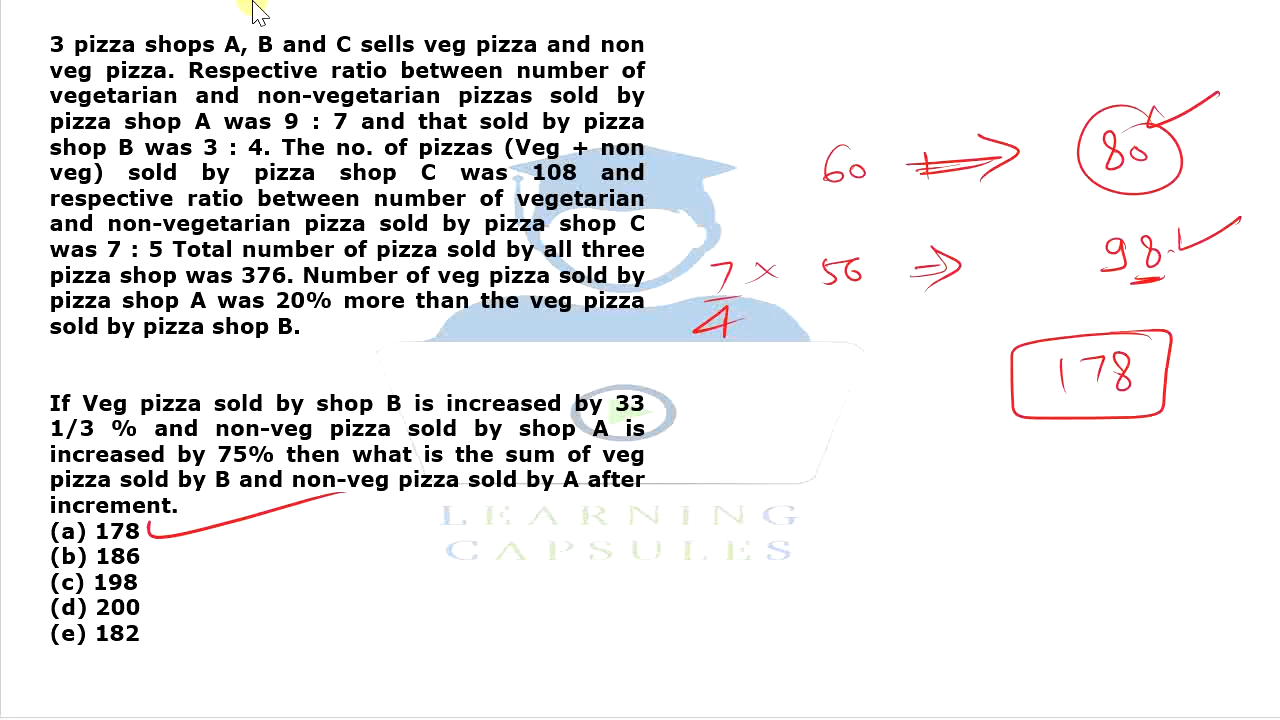 3 pizza shops A, B and C sells veg pizza and non
veg pizza. Respective ratio between number of
vegetarian and non-vegetarian pizzas sold by
pizza shop A was 9 : 7 and that sold by pizza
shop B was 3 : 4. The no. of pizzas (Veg + non
veg) sold by pizza shop C was 108 and
respective ratio between number of vegetarian
and non-vegetarian pizza sold by pizza shop C
was 7 : 5 Total number of pizza sold by all three
pizza shop was 376. Number of veg pizza sold by
pizza shop A was 20% more than the veg pizza
sold by pizza shop B.
If Veg pizza sold by shop B is increased by 33
1/3 % and non-veg pizza sold by shop A is
increased by 75% then what is the sum of veg
pizza sold by B and non-veg pizza sold by A after
increment.
(a) 178
(b) 186
(c) 198
(d) 200
(e) 182
60 ⇒ 80
7/4 × 56 ⇒ 98
178
LEARNING
CAPSULES